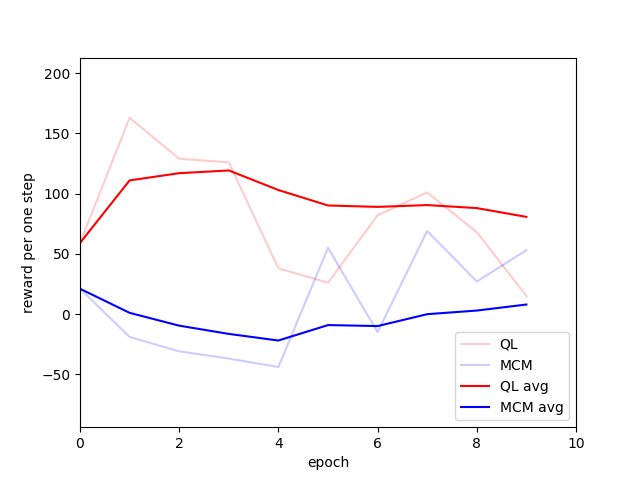 200
150
100
50
0
−50
0 2 4 6 8 10
reward per one step
epoch
QL
MCM
QL avg
MCM avg